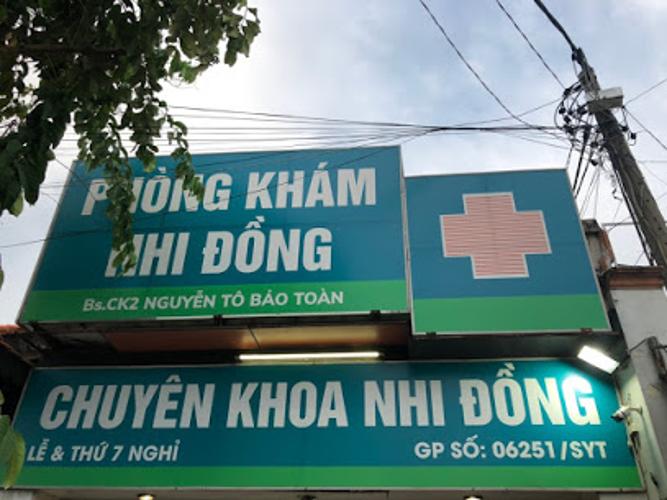 PHÒNG KHÁM
NHI ĐỒNG
Bs.CK2 NGUYỄN TÔ BẢO TOÀN
CHUYÊN KHOA NHI ĐỒNG
LỄ & THỨ 7 NGHỈ
GP SỐ: 06251/SYT